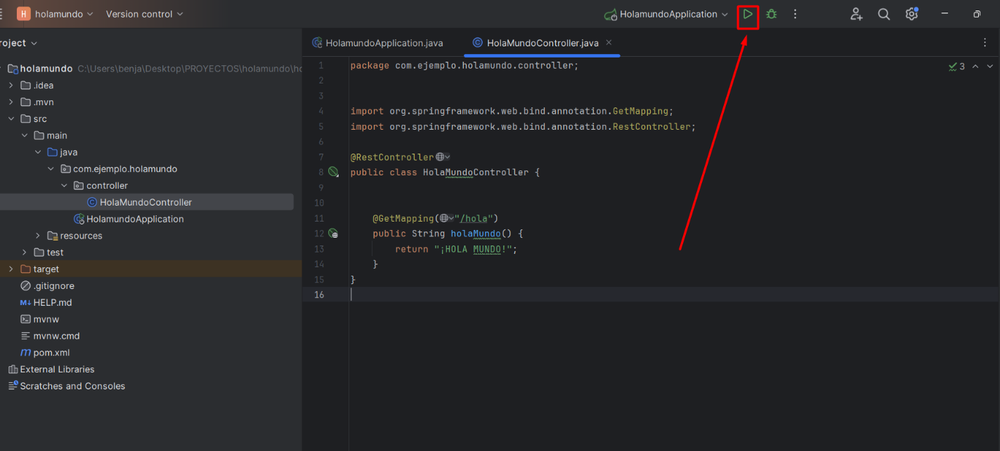 H holamundo Version control HolamundoApplication
roject
HolamundoApplication.java HolaMundoController.java
holamundo C:\Users\benja\Desktop\PROYECTOS\holamundo\ho
.idea
.mvn
src
main
java
com.ejemplo.holamundo
controller
HolaMundoController
HolamundoApplication
resources
test
target
.gitignore
HELP.md
mvnw
mvnw.cmd
pom.xml
External Libraries
Scratches and Consoles
3
1 package com.ejemplo.holamundo.controller;
2
3
4 import org.springframework.web.bind.annotation.GetMapping;
5 import org.springframework.web.bind.annotation.RestController;
6
7 @RestController
8 public class HolaMundoController {
9
10
11 @GetMapping("/hola")
12 public String holaMundo() {
13 return "¡HOLA MUNDO!";
14 }
15 }
16